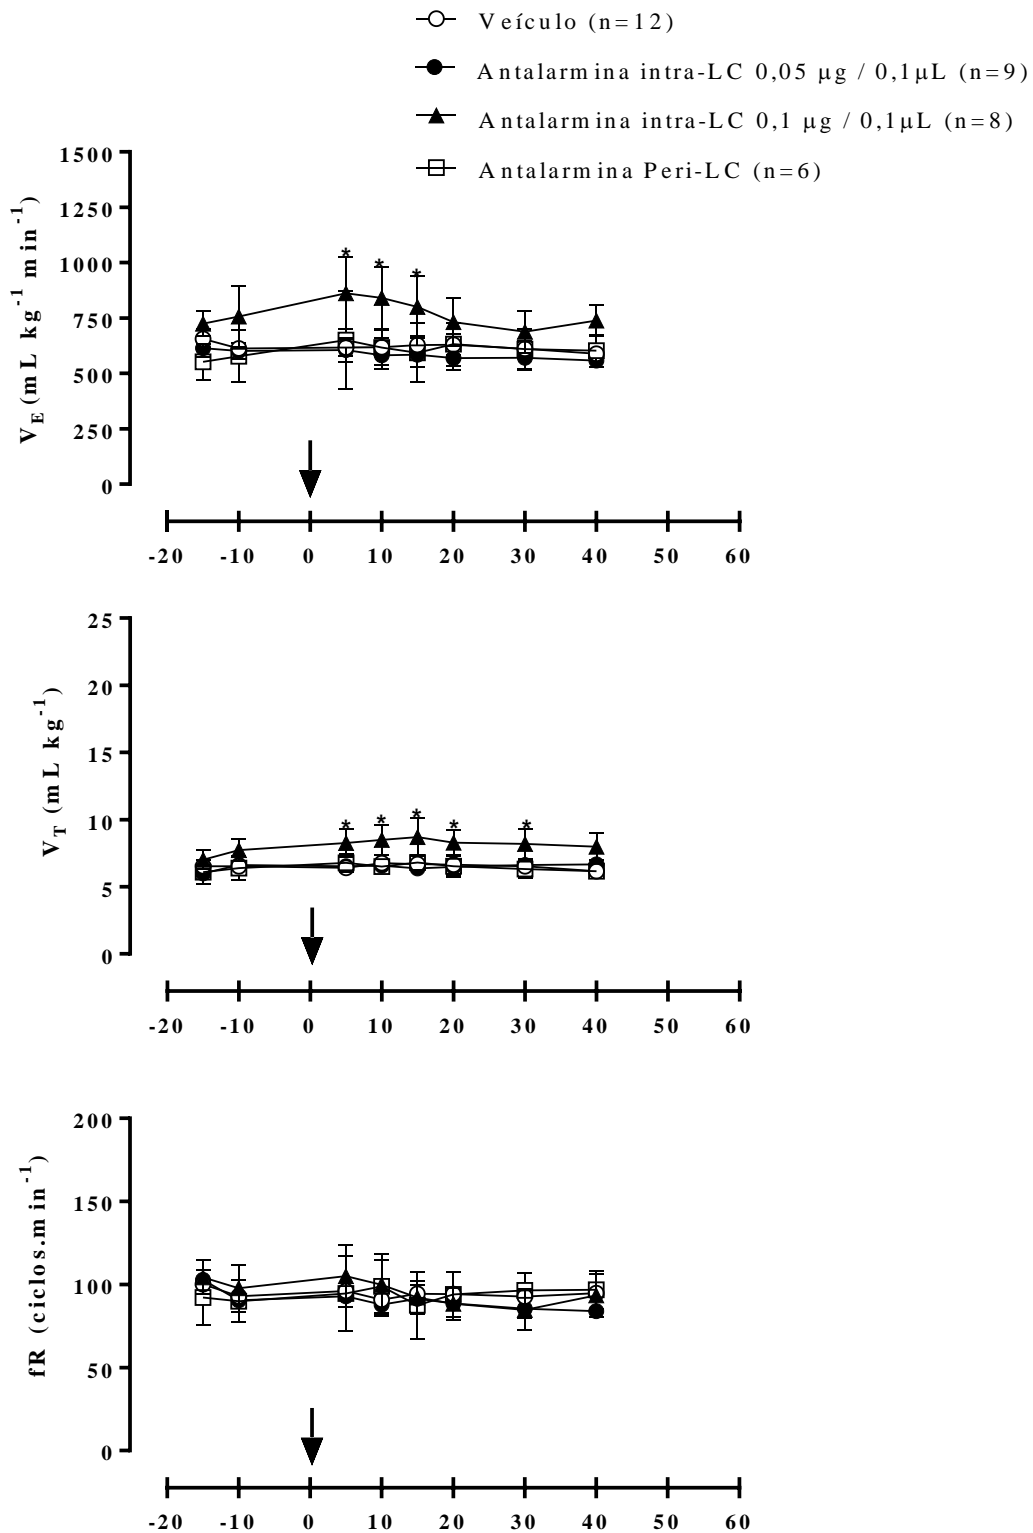 Veículo (n=12)
Antalarmina intra-LC 0,05 µg / 0,1µL (n=9)
Antalarmina intra-LC 0,1 µg / 0,1µL (n=8)
Antalarmina Peri-LC (n=6)
V_E (mL kg⁻¹ min⁻¹)
1500
1250
1000
750
500
250
0
* * *
-20 -10 0 10 20 30 40 50 60
V_T (mL kg⁻¹)
25
20
15
10
5
0
* * * * *
-20 -10 0 10 20 30 40 50 60
fR (ciclos.min⁻¹)
200
150
100
50
0
-20 -10 0 10 20 30 40 50 60